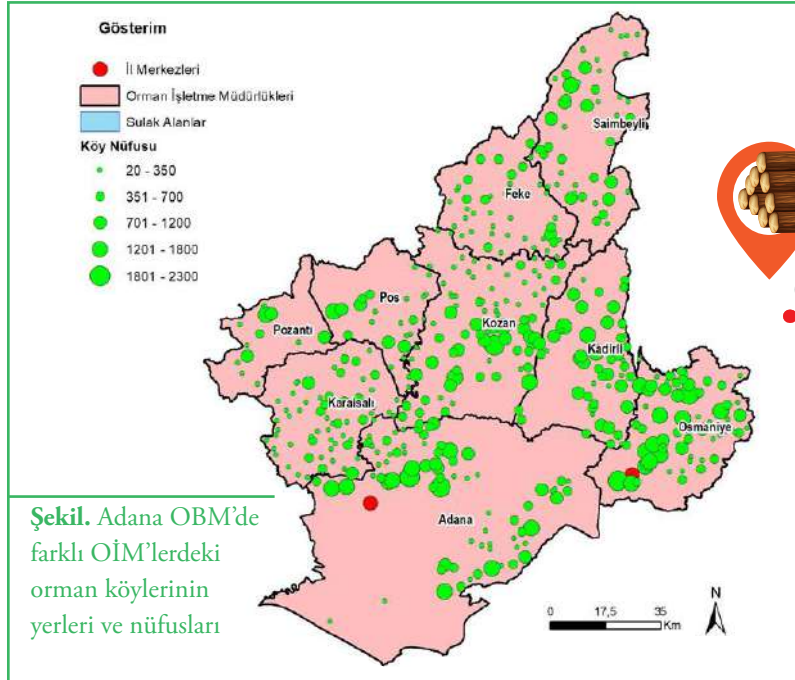 Gösterim
İl Merkezleri
Orman İşletme Müdürlükleri
Sulak Alanlar
Köy Nüfusu
20 - 350
351 - 700
701 - 1200
1201 - 1800
1801 - 2300
Saimbeyli
Feke
Pos
Pozantı
Kozan
Kadirli
Karaisalı
Osmaniye
Adana
Şekil. Adana OBM’de
farklı OİM’lerdeki
orman köylerinin
yerleri ve nüfusları
N
0 17,5 35
Km